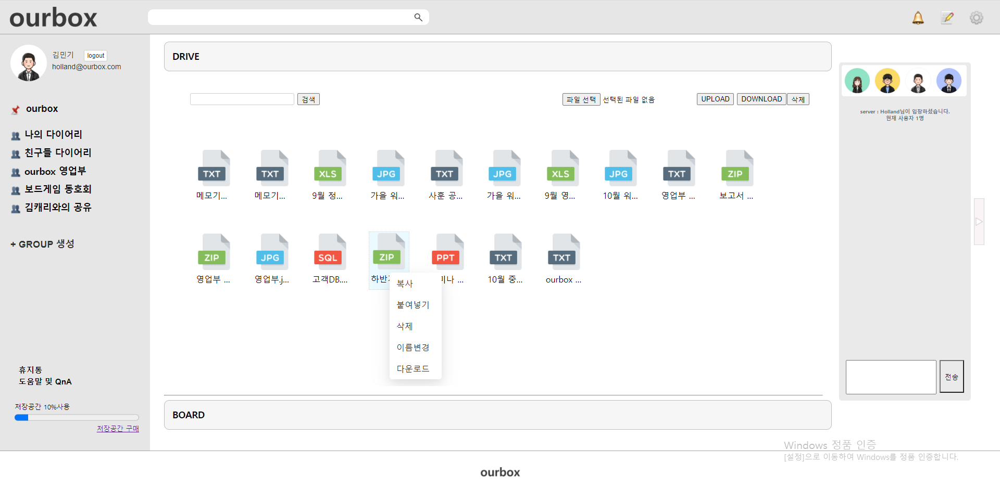 ourbox
김민기 logout
holland@ourbox.com
ourbox
나의 다이어리
친구들 다이어리
ourbox 영업부
보드게임 동호회
김캐리와의 공유
+ GROUP 생성
휴지통
도움말 및 QnA
저장공간 10%사용
저장공간 구매
DRIVE
검색 파일 선택 선택된 파일 없음 UPLOAD DOWNLOAD 삭제
TXT TXT XLS JPG TXT JPG XLS JPG TXT ZIP
메모기... 메모기... 9월 정... 가을 워... 사훈 공... 가을 워... 9월 영... 10월 워... 영업부 ... 보고서 ...
ZIP JPG SQL ZIP PPT TXT TXT
영업부 ... 영업부.j... 고객DB.... 하반 미나 ... 10월 중... ourbox ...
복사
붙여넣기
삭제
이름변경
다운로드
BOARD
server : Holland님이 입장하셨습니다.
현재 사용자 1명
전송
Windows 정품 인증
[설정]으로 이동하여 Windows를 정품 인증합니다.
ourbox